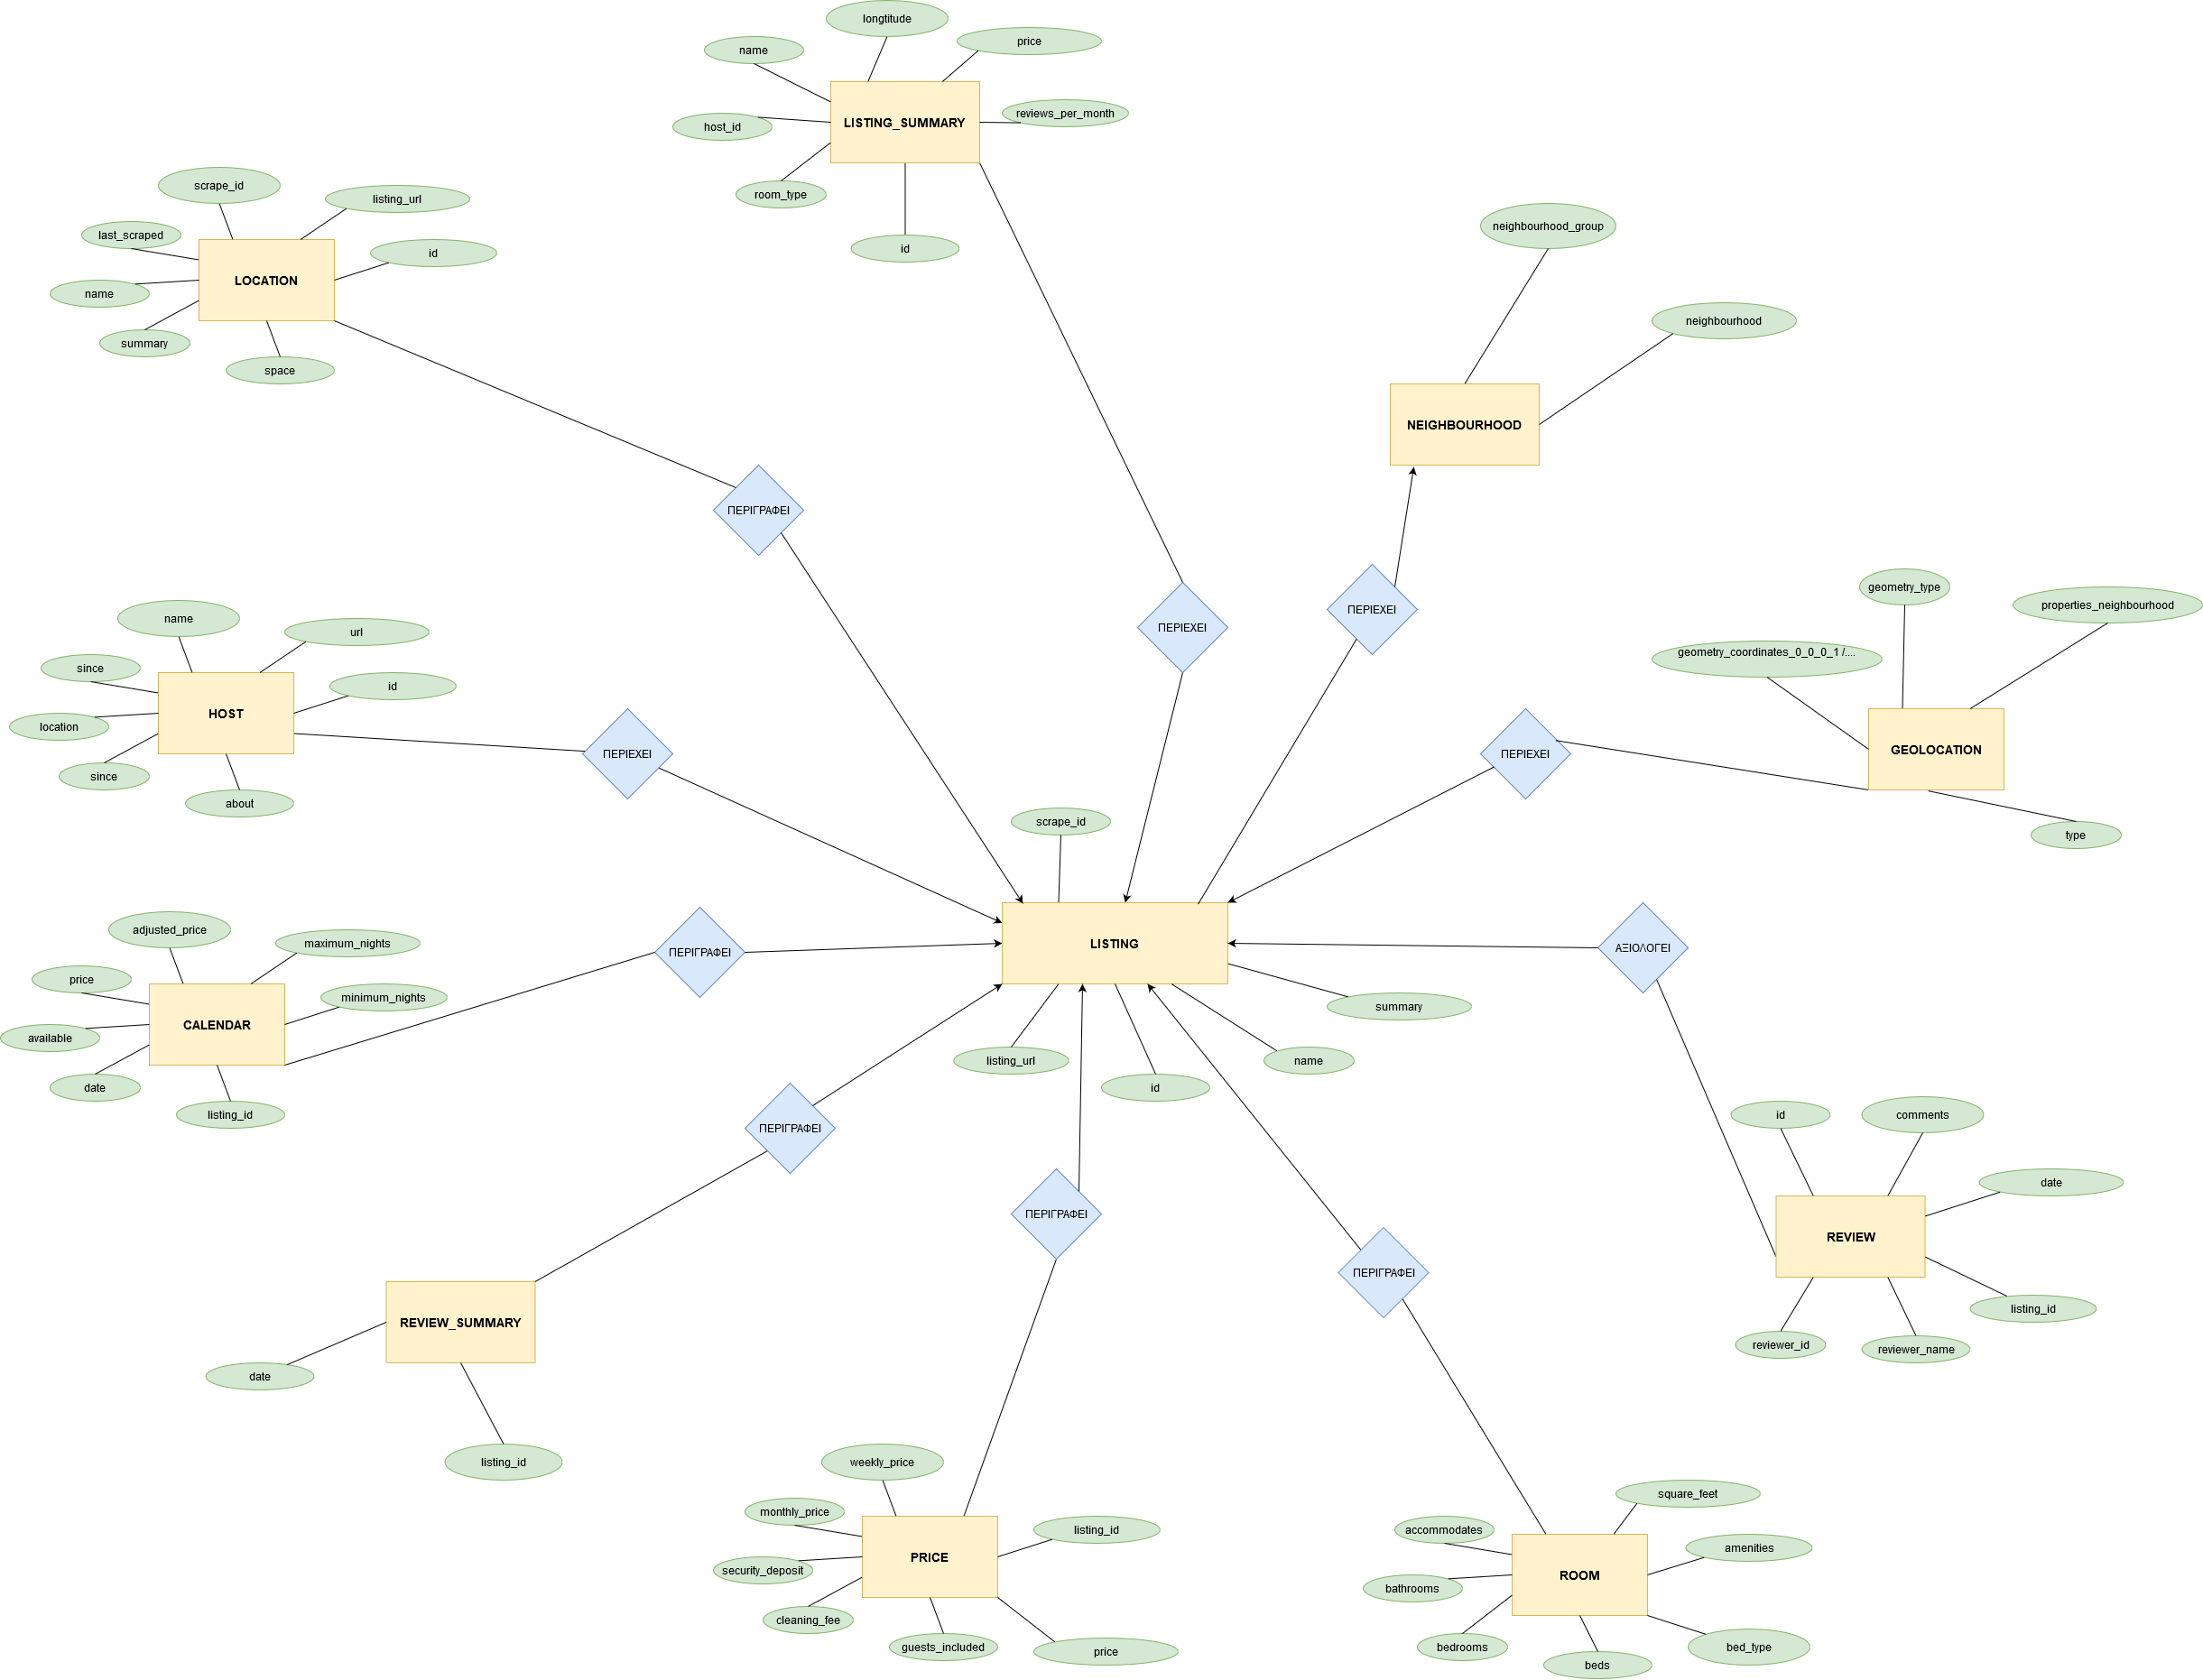 longtitude
price
name
reviews_per_month
host_id
LISTING_SUMMARY
room_type
id
scrape_id
listing_url
last_scraped
id
name
LOCATION
summary
space
neighbourhood_group
neighbourhood
NEIGHBOURHOOD
ΠΕΡΙΓΡΑΦΕΙ
ΠΕΡΙΕΧΕΙ
ΠΕΡΙΕΧΕΙ
geometry_type
properties_neighbourhood
geometry_coordinates_0_0_0_1 /....
GEOLOCATION
type
ΠΕΡΙΕΧΕΙ
name
url
since
id
location
HOST
since
about
ΠΕΡΙΕΧΕΙ
scrape_id
LISTING
summary
listing_url
id
name
ΑΞΙΟΛΟΓΕΙ
adjusted_price
maximum_nights
price
minimum_nights
available
CALENDAR
date
listing_id
ΠΕΡΙΓΡΑΦΕΙ
ΠΕΡΙΓΡΑΦΕΙ
ΠΕΡΙΓΡΑΦΕΙ
ΠΕΡΙΓΡΑΦΕΙ
id
comments
date
REVIEW
listing_id
reviewer_id
reviewer_name
REVIEW_SUMMARY
date
listing_id
weekly_price
monthly_price
listing_id
security_deposit
PRICE
cleaning_fee
guests_included
price
square_feet
accommodates
amenities
bathrooms
ROOM
bedrooms
beds
bed_type